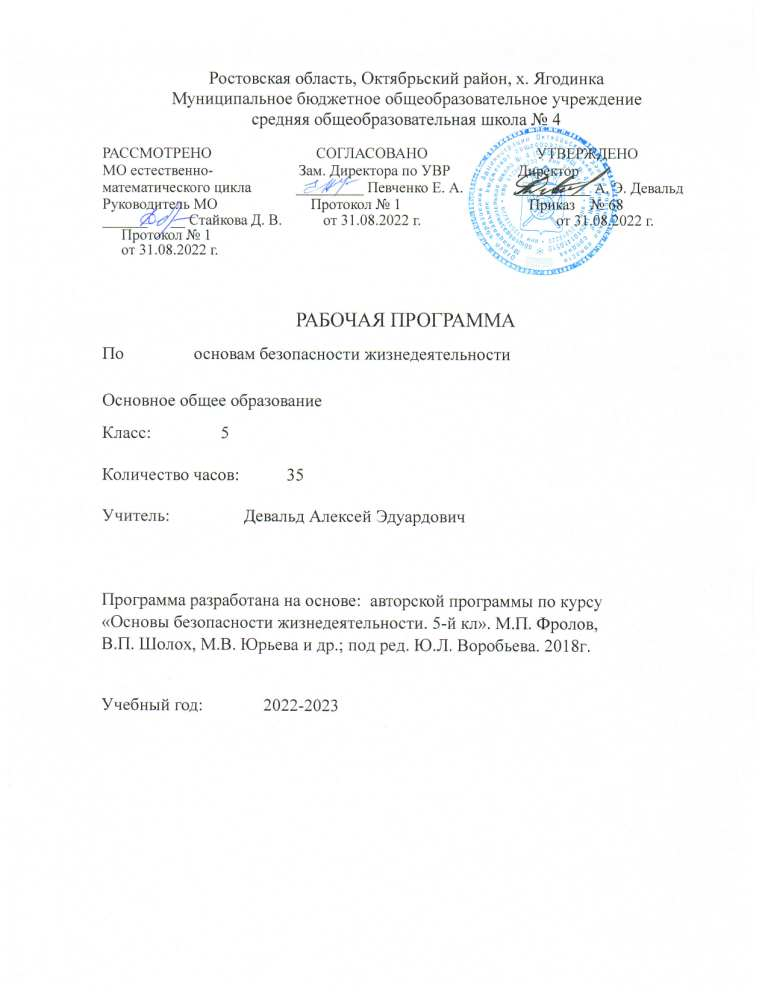 Ростовская область, Октябрьский район, х. Ягодинка
Муниципальное бюджетное общеобразовательное учреждение
средняя общеобразовательная школа № 4
РАССМОТРЕНО
МО естественно-
математического цикла
Руководитель МО
Стайкова Д. В.
Протокол № 1
от 31.08.2022 г.
СОГЛАСОВАНО
Зам. Директора по УВР
Певченко Е. А.
Протокол № 1
от 31.08.2022 г.
УТВЕРЖДЕНО
Директор
А. Э. Девальд
Приказ № 68
от 31.08.2022 г.
РАБОЧАЯ ПРОГРАММА
По основам безопасности жизнедеятельности
Основное общее образование
Класс: 5
Количество часов: 35
Учитель: Девальд Алексей Эдуардович
Программа разработана на основе: авторской программы по курсу
«Основы безопасности жизнедеятельности. 5-й кл». М.П. Фролов,
В.П. Шолох, М.В. Юрьева и др.; под ред. Ю.Л. Воробьева. 2018г.
Учебный год: 2022-2023